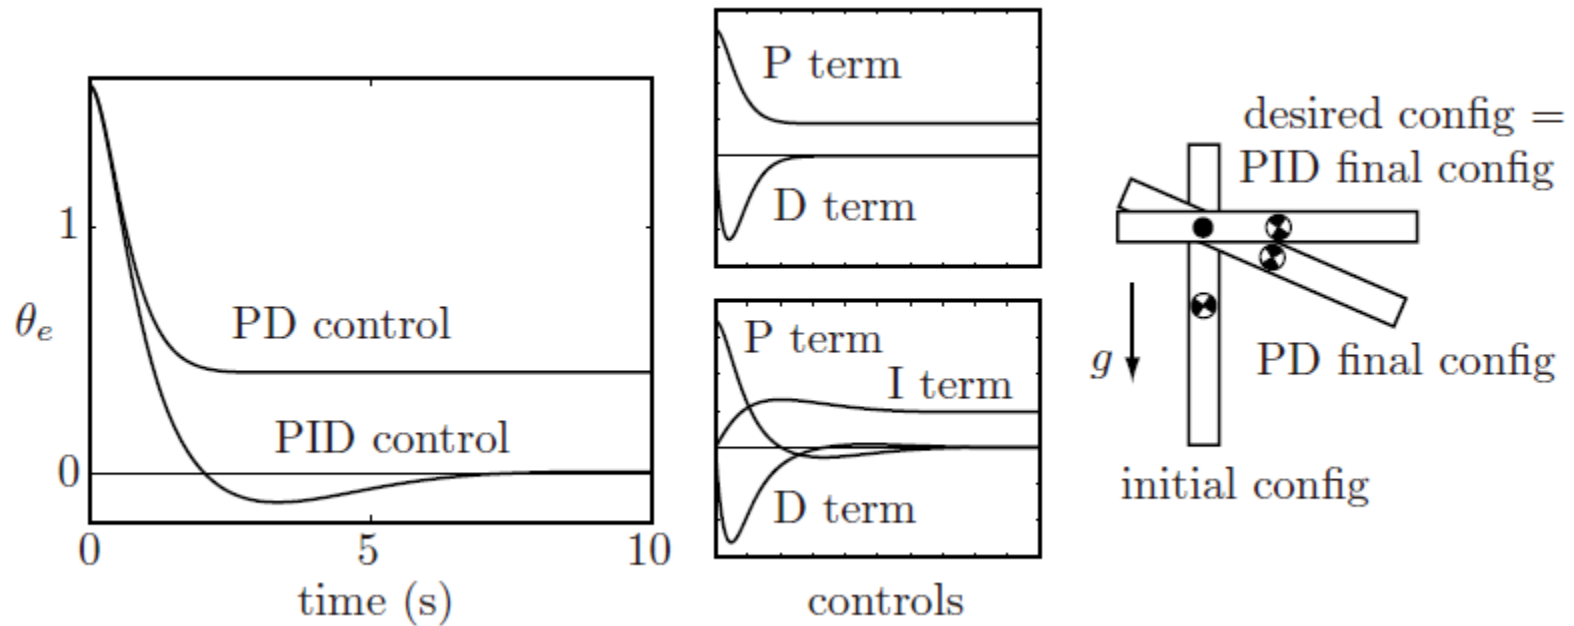 1
θe
0
PD control
PID control
0
5
10
time (s)
P term
D term
P term
I term
D term
controls
desired config =
PID final config
g
PD final config
initial config